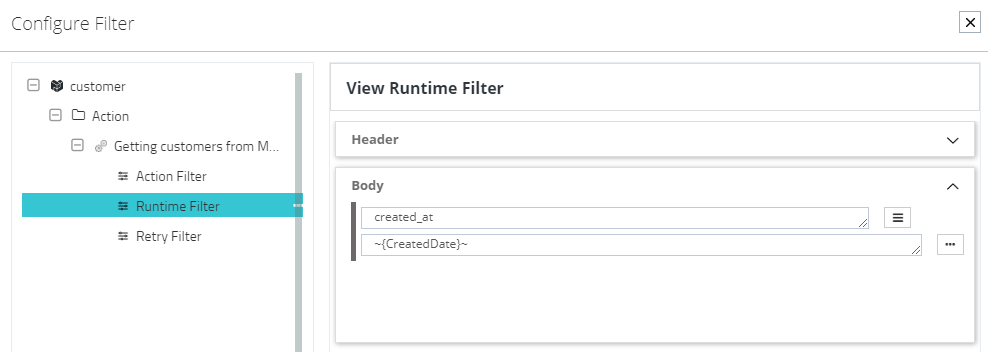 Configure Filter
customer
Action
Getting customers from M...
Action Filter
Runtime Filter
Retry Filter
View Runtime Filter
Header
Body
created_at
~{CreatedDate}~